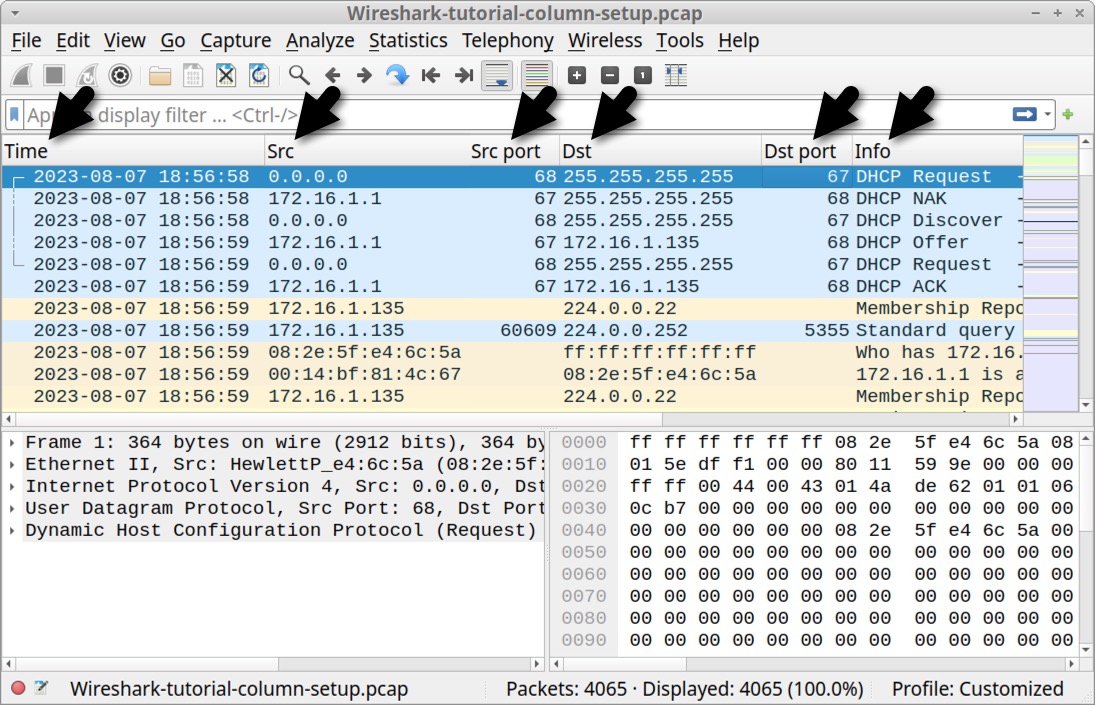 Wireshark-tutorial-column-setup.pcap
File Edit View Go Capture Analyze Statistics Telephony Wireless Tools Help
display filter ... <Ctrl-/>
Time Src Src port Dst Dst port Info
2023-08-07 18:56:58 0.0.0.0 68 255.255.255.255 67 DHCP Request -
2023-08-07 18:56:58 172.16.1.1 67 255.255.255.255 68 DHCP NAK -
2023-08-07 18:56:58 0.0.0.0 68 255.255.255.255 67 DHCP Discover -
2023-08-07 18:56:59 172.16.1.1 67 172.16.1.135 68 DHCP Offer -
2023-08-07 18:56:59 0.0.0.0 68 255.255.255.255 67 DHCP Request -
2023-08-07 18:56:59 172.16.1.1 67 172.16.1.135 68 DHCP ACK -
2023-08-07 18:56:59 172.16.1.135 224.0.0.22 Membership Repo
2023-08-07 18:56:59 172.16.1.135 60609 224.0.0.252 5355 Standard query
2023-08-07 18:56:59 08:2e:5f:e4:6c:5a ff:ff:ff:ff:ff:ff Who has 172.16.
2023-08-07 18:56:59 00:14:bf:81:4c:67 08:2e:5f:e4:6c:5a 172.16.1.1 is a
2023-08-07 18:56:59 172.16.1.135 224.0.0.22 Membership Repo
Frame 1: 364 bytes on wire (2912 bits), 364 by
Ethernet II, Src: HewlettP_e4:6c:5a (08:2e:5f:
Internet Protocol Version 4, Src: 0.0.0.0, Dst
User Datagram Protocol, Src Port: 68, Dst Port
Dynamic Host Configuration Protocol (Request)
0000 ff ff ff ff ff ff 08 2e 5f e4 6c 5a 08
0010 01 5e df f1 00 00 80 11 59 9e 00 00 00
0020 ff ff 00 44 00 43 01 4a de 62 01 01 06
0030 0c b7 00 00 00 00 00 00 00 00 00 00 00
0040 00 00 00 00 00 00 08 2e 5f e4 6c 5a 00
0050 00 00 00 00 00 00 00 00 00 00 00 00 00
0060 00 00 00 00 00 00 00 00 00 00 00 00 00
0070 00 00 00 00 00 00 00 00 00 00 00 00 00
0080 00 00 00 00 00 00 00 00 00 00 00 00 00
0090 00 00 00 00 00 00 00 00 00 00 00 00 00
Wireshark-tutorial-column-setup.pcap Packets: 4065 · Displayed: 4065 (100.0%) Profile: Customized